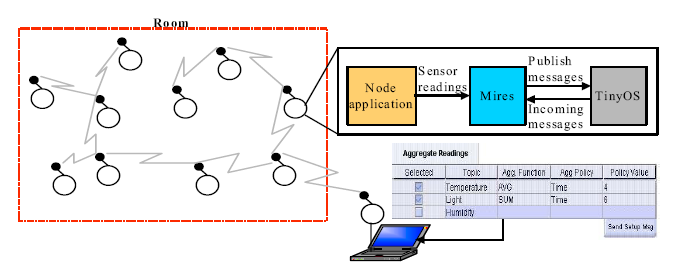 Room
Node
application
Sensor
readings
Mires
Publish
messages
Incoming
messages
TinyOS
Aggregate Readings
Selected Topic Agg. Function Agg Policy Policy Value
Temperature AVG Time 4
Light SUM Time 6
Humidity
Send Setup Msg